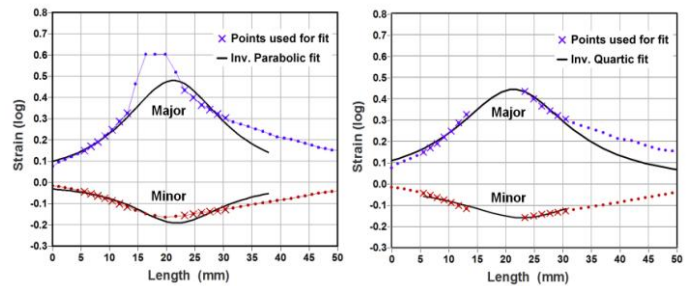 0.8
0.7
0.6
0.5
0.4
0.3
0.2
0.1
0.0
-0.1
-0.2
-0.3
Strain (log)
Points used for fit
Inv. Parabolic fit
Major
Minor
0 5 10 15 20 25 30 35 40 45 50
Length (mm)
0.8
0.7
0.6
0.5
0.4
0.3
0.2
0.1
0.0
-0.1
-0.2
-0.3
Strain (log)
Points used for fit
Inv. Quartic fit
Major
Minor
0 5 10 15 20 25 30 35 40 45 50
Length (mm)